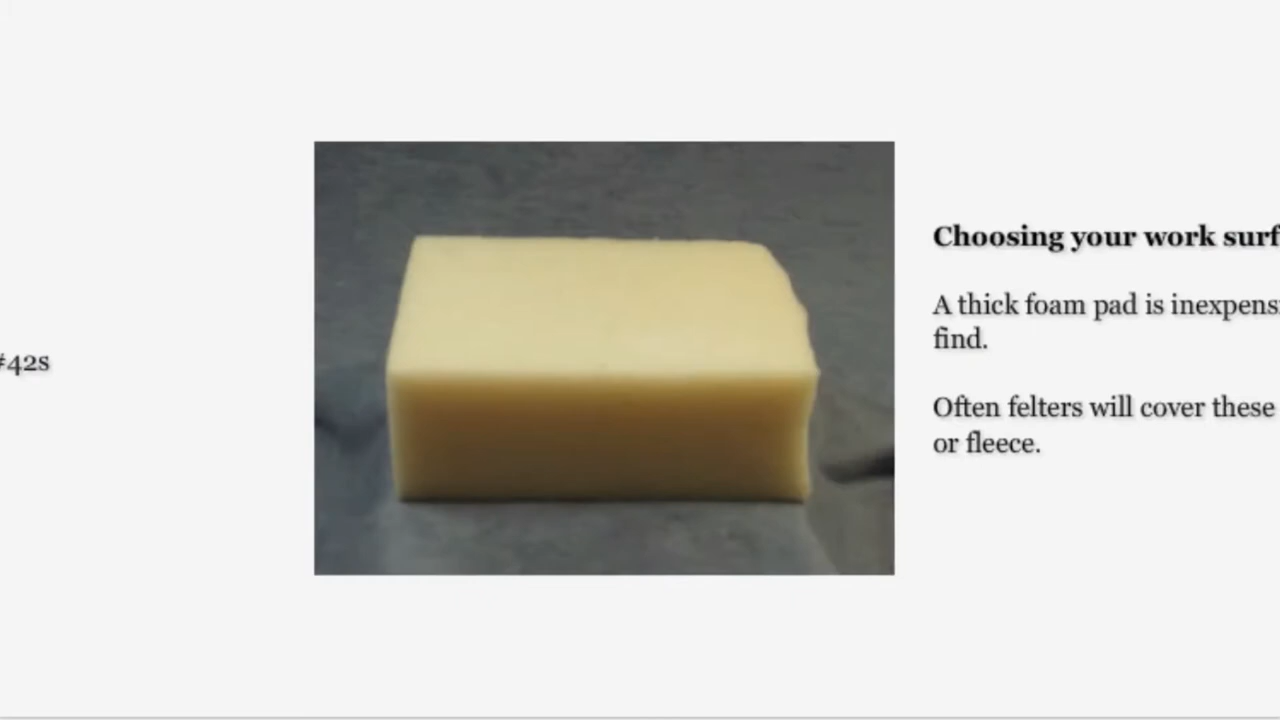 #42s
Choosing your work surf
A thick foam pad is inexpens
find.
Often felters will cover these
or fleece.